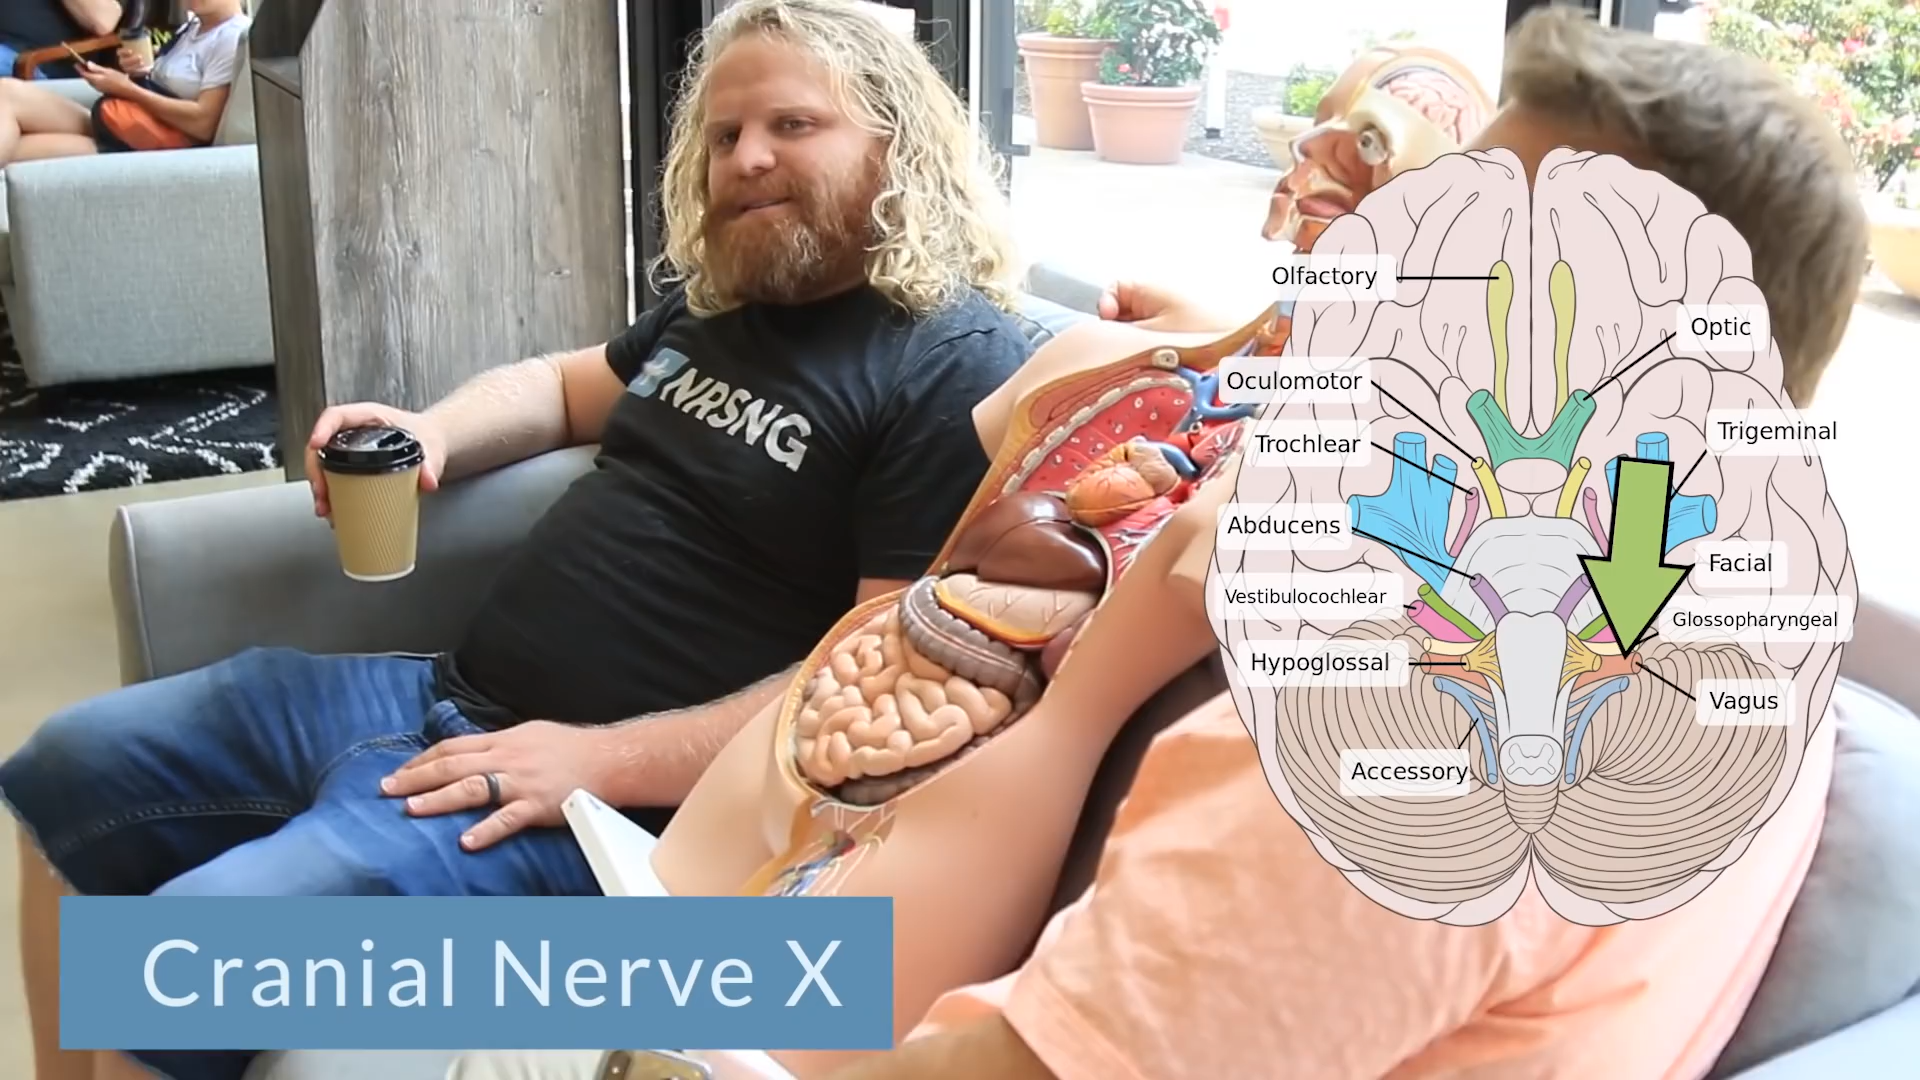 NRSNG
Olfactory
Optic
Oculomotor
Trigeminal
Trochlear
Abducens
Facial
Vestibulocochlear
Glossopharyngeal
Hypoglossal
Vagus
Accessory
Cranial Nerve X